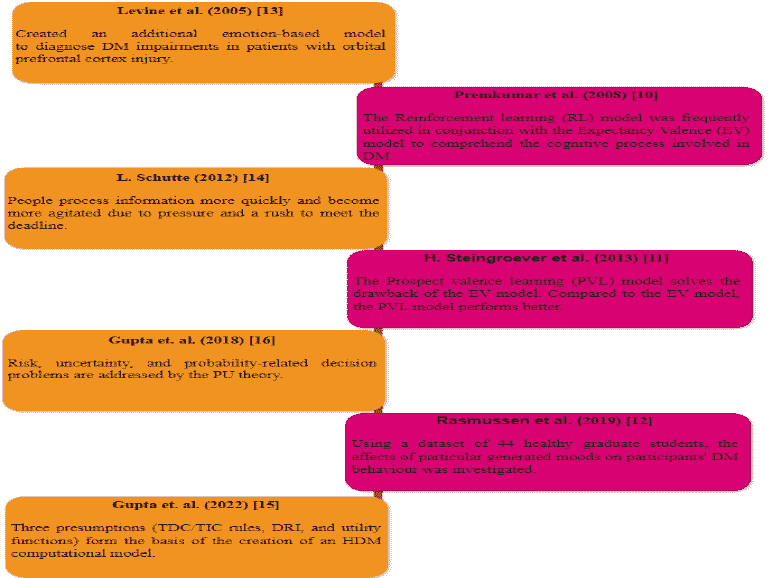 Levine et al. (2005) [13]
Created an additional emotion-based model
to diagnose DM impairments in patients with orbital
prefrontal cortex injury.
Premkumar et al. (2008) [10]
The Reinforcement learning (RL) model was frequently
utilized in conjunction with the Expectancy Valence (EV)
model to comprehend the cognitive process involved in
DM
L. Schutte (2012) [14]
People process information more quickly and become
more agitated due to pressure and a rush to meet the
deadline.
H. Steingroever et al. (2013) [11]
The Prospect valence learning (PVL) model solves the
drawback of the EV model. Compared to the EV model,
the PVL model performs better.
Gupta et. al. (2018) [16]
Risk, uncertainty, and probability-related decision
problems are addressed by the PU theory.
Rasmussen et al. (2019) [12]
Using a dataset of 44 healthy graduate students, the
effects of particular generated moods on participants' DM
behaviour was investigated.
Gupta et. al. (2022) [15]
Three presumptions (TDC/TIC rules, DRI, and utility
functions) form the basis of the creation of an HDM
computational model.